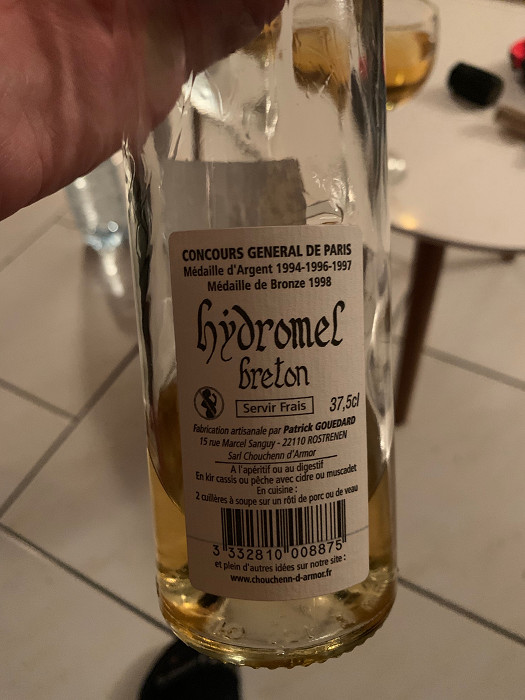 CONCOURS GENERAL DE PARIS
Médaille d'Argent 1994-1996-1997
Médaille de Bronze 1998
hÿdromel
breton
Servir Frais 37,5cl
Fabrication artisanale par Patrick GOUEDARD
15 rue Marcel Sanguy - 22110 ROSTRENEN
Sarl Chouchenn d'Armor
A l'apéritif ou au digestif
En kir cassis ou pêche avec cidre ou muscadet
En cuisine :
2 cuillères à soupe sur un rôti de porc ou de veau
3 332810 008875
et plein d'autres idées sur notre site :
www.chouchenn-d-armor.fr